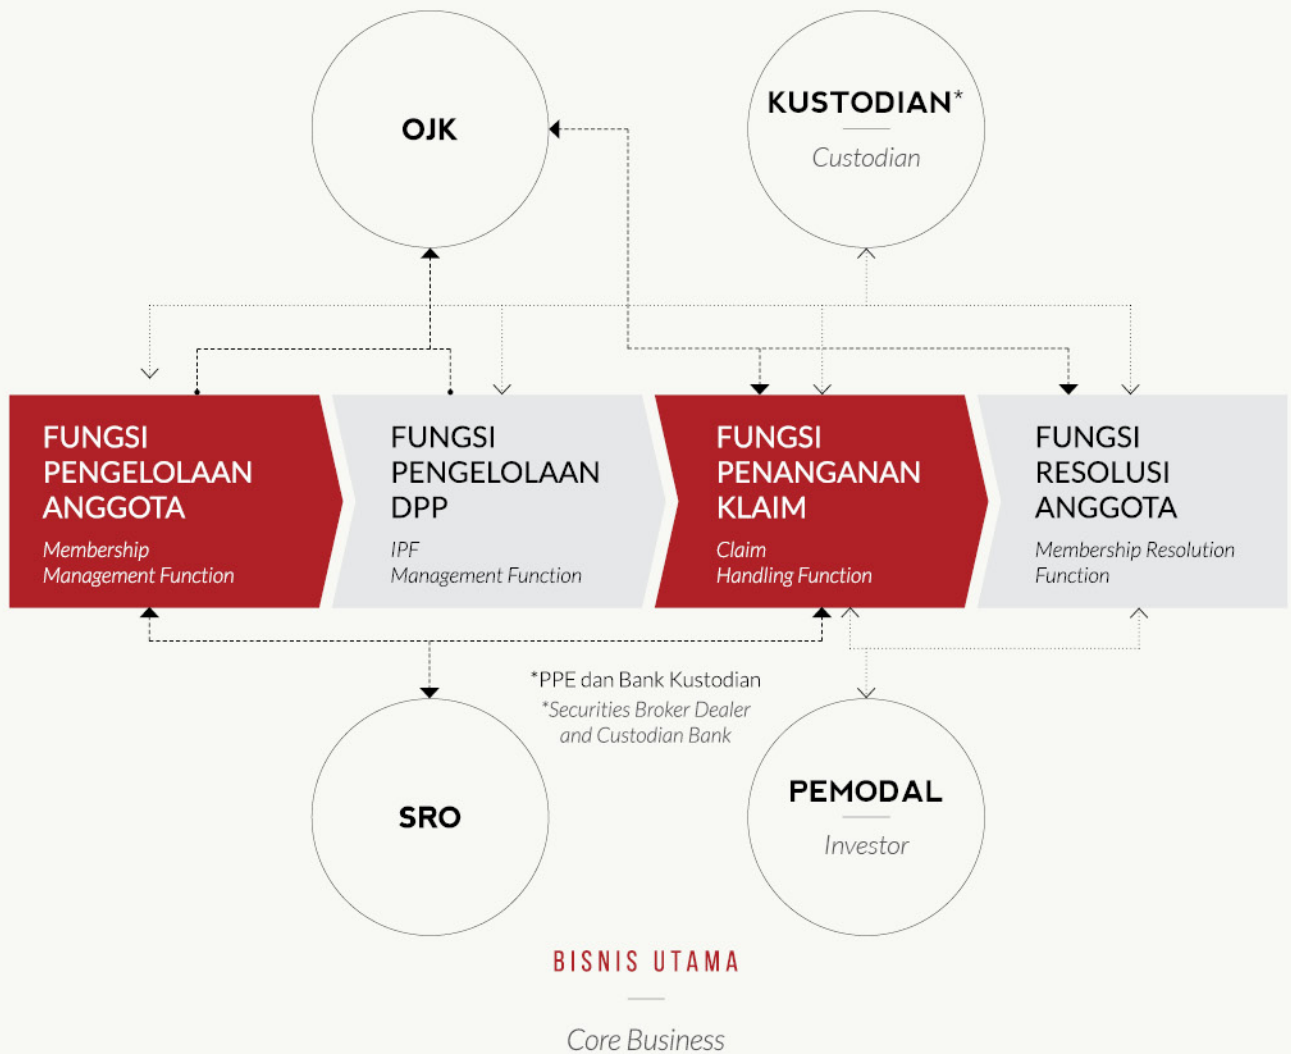 OJK
KUSTODIAN*
Custodian
FUNGSI
PENGELOLAAN
ANGGOTA
Membership
Management Function
FUNGSI
PENGELOLAAN
DPP
IPF
Management Function
FUNGSI
PENANGANAN
KLAIM
Claim
Handling Function
FUNGSI
RESOLUSI
ANGGOTA
Membership Resolution
Function
*PPE dan Bank Kustodian
*Securities Broker Dealer
and Custodian Bank
SRO
PEMODAL
Investor
BISNIS UTAMA
Core Business